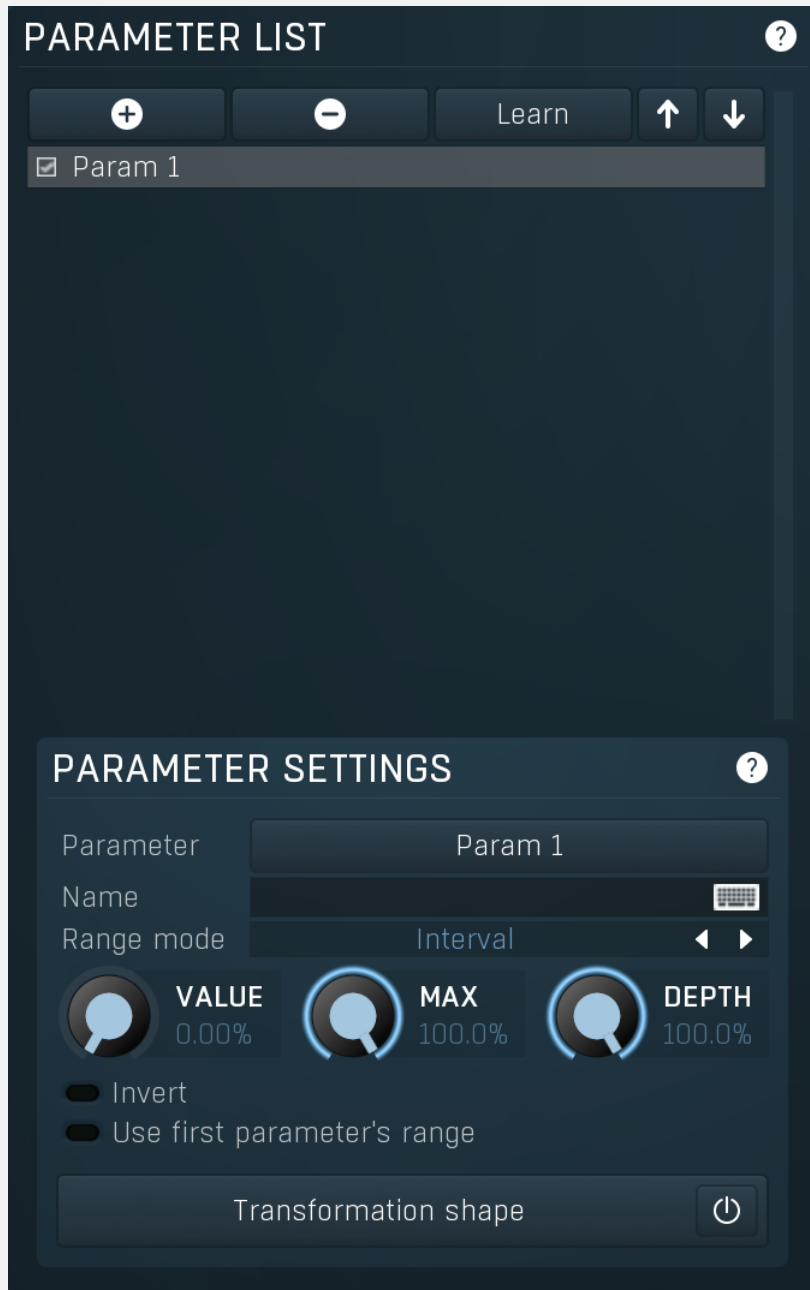 PARAMETER LIST ?
Learn
Param 1
PARAMETER SETTINGS ?
Parameter Param 1
Name
Range mode Interval
VALUE MAX DEPTH
0.00% 100.0% 100.0%
Invert
Use first parameter's range
Transformation shape